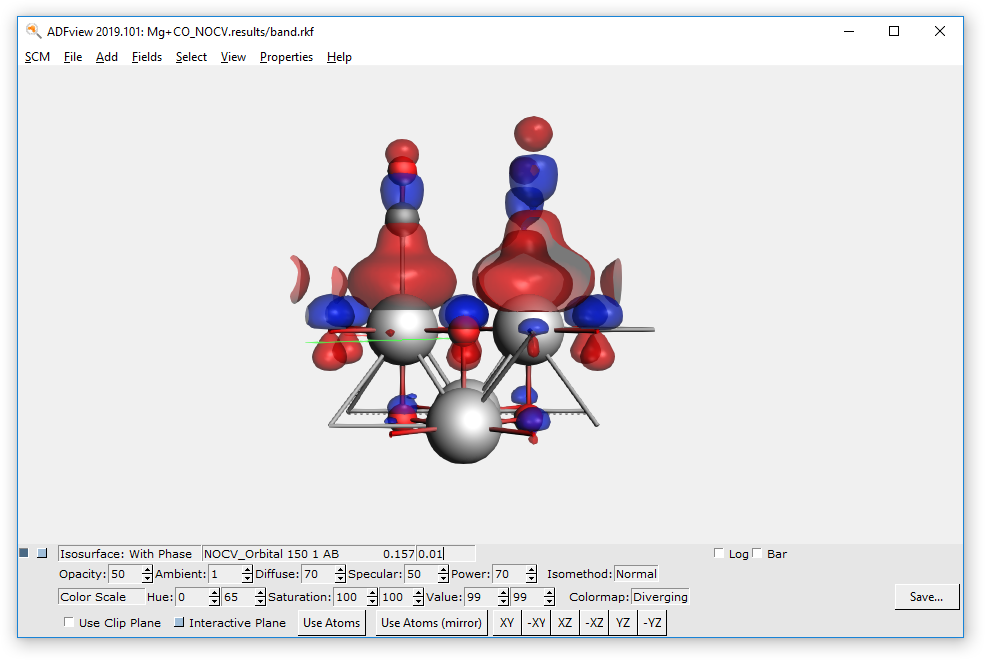 ADFview 2019.101: Mg+CO_NOCV.results/band.rkf
SCM File Add Fields Select View Properties Help
Isosurface: With Phase NOCV_Orbital 150 1 AB 0.157 0.01 Log Bar
Opacity: 50 Ambient: 1 Diffuse: 70 Specular: 50 Power: 70 Isomethod: Normal
Color Scale Hue: 0 65 Saturation: 100 100 Value: 99 99 Colormap: Diverging Save...
Use Clip Plane Interactive Plane Use Atoms Use Atoms (mirror) XY -XY XZ -XZ YZ -YZ